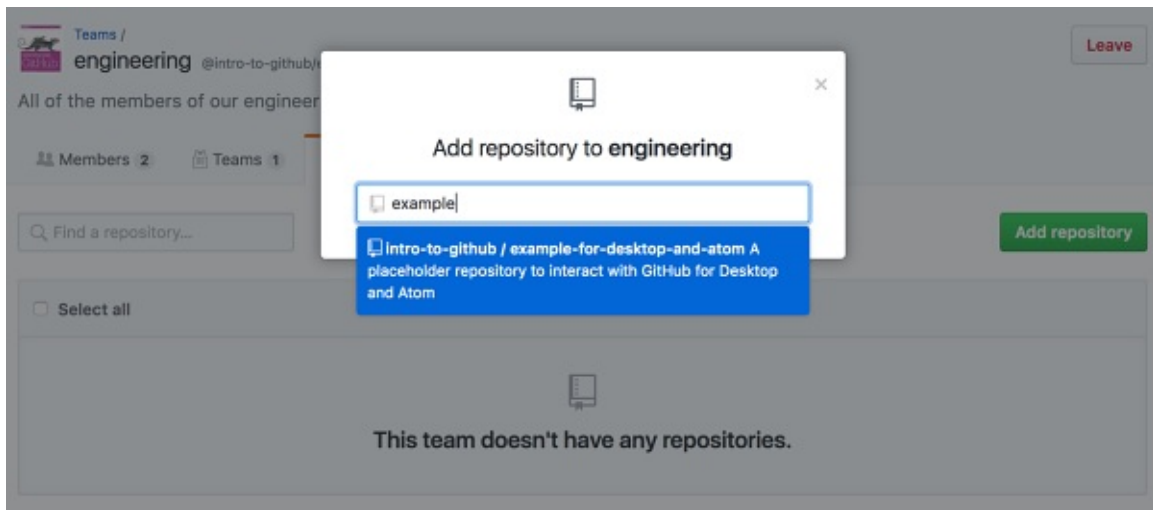 Teams /
engineering @intro-to-github/
All of the members of our engineer
Leave
Members 2 Teams 1
Find a repository...
Add repository
Select all
This team doesn't have any repositories.
×
Add repository to engineering
example
intro-to-github / example-for-desktop-and-atom A
placeholder repository to interact with GitHub for Desktop
and Atom